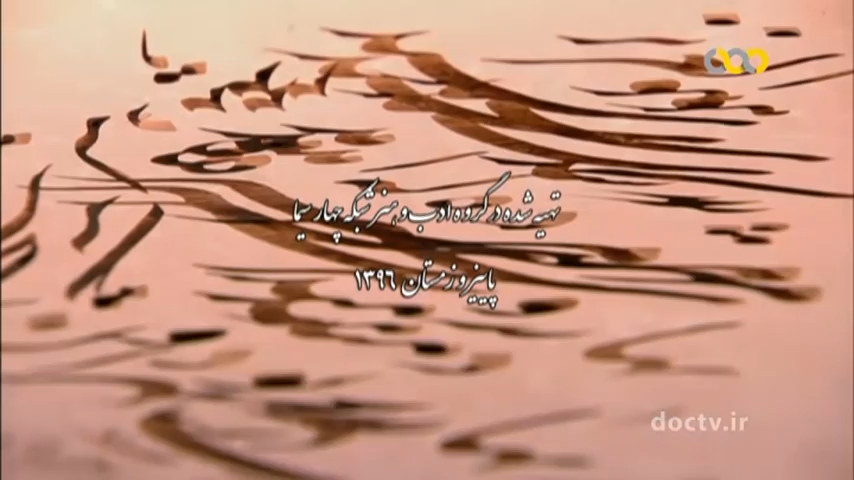 تهیه شده در گروه ادب و هنر شبکه چهار سیما
پاییز و زمستان ۱۳۹۶
doctv.ir